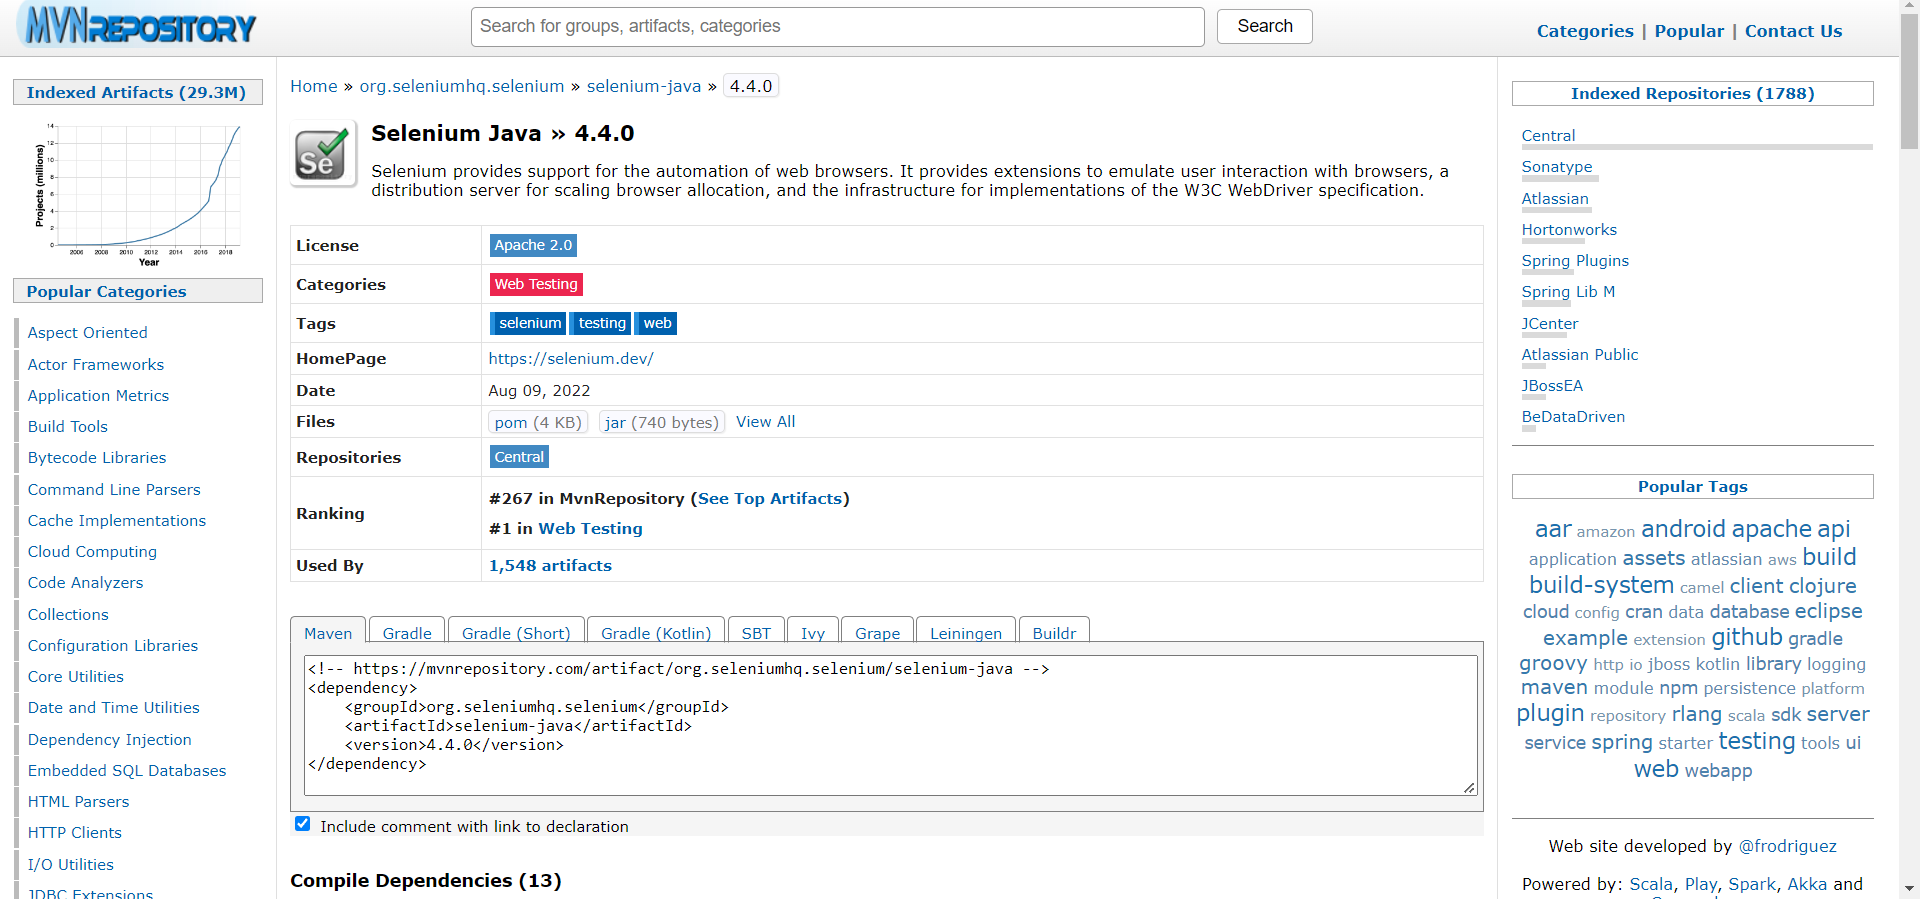 MVNREPOSITORY
Search for groups, artifacts, categories
Search
Categories | Popular | Contact Us
Indexed Artifacts (29.3M)
Projects (millions)
14
12
10
8
6
4
2
0
2006 2008 2010 2012 2014 2016 2018
Year
Popular Categories
Aspect Oriented
Actor Frameworks
Application Metrics
Build Tools
Bytecode Libraries
Command Line Parsers
Cache Implementations
Cloud Computing
Code Analyzers
Collections
Configuration Libraries
Core Utilities
Date and Time Utilities
Dependency Injection
Embedded SQL Databases
HTML Parsers
HTTP Clients
I/O Utilities
JDBC Extensions
Home » org.seleniumhq.selenium » selenium-java » 4.4.0
Se
Selenium Java » 4.4.0
Selenium provides support for the automation of web browsers. It provides extensions to emulate user interaction with browsers, a
distribution server for scaling browser allocation, and the infrastructure for implementations of the W3C WebDriver specification.
License Apache 2.0
Categories Web Testing
Tags selenium testing web
HomePage https://selenium.dev/
Date Aug 09, 2022
Files pom (4 KB) jar (740 bytes) View All
Repositories Central
Ranking
#267 in MvnRepository (See Top Artifacts)
#1 in Web Testing
Used By 1,548 artifacts
Maven Gradle Gradle (Short) Gradle (Kotlin) SBT Ivy Grape Leiningen Buildr
<!-- https://mvnrepository.com/artifact/org.seleniumhq.selenium/selenium-java -->
<dependency>
    <groupId>org.seleniumhq.selenium</groupId>
    <artifactId>selenium-java</artifactId>
    <version>4.4.0</version>
</dependency>
Include comment with link to declaration
Compile Dependencies (13)
Indexed Repositories (1788)
Central
Sonatype
Atlassian
Hortonworks
Spring Plugins
Spring Lib M
JCenter
Atlassian Public
JBossEA
BeDataDriven
Popular Tags
aar amazon android apache api
application assets atlassian aws build
build-system camel client clojure
cloud config cran data database eclipse
example extension github gradle
groovy http io jboss kotlin library logging
maven module npm persistence platform
plugin repository rlang scala sdk server
service spring starter testing tools ui
web webapp
Web site developed by @frodriguez
Powered by: Scala, Play, Spark, Akka and